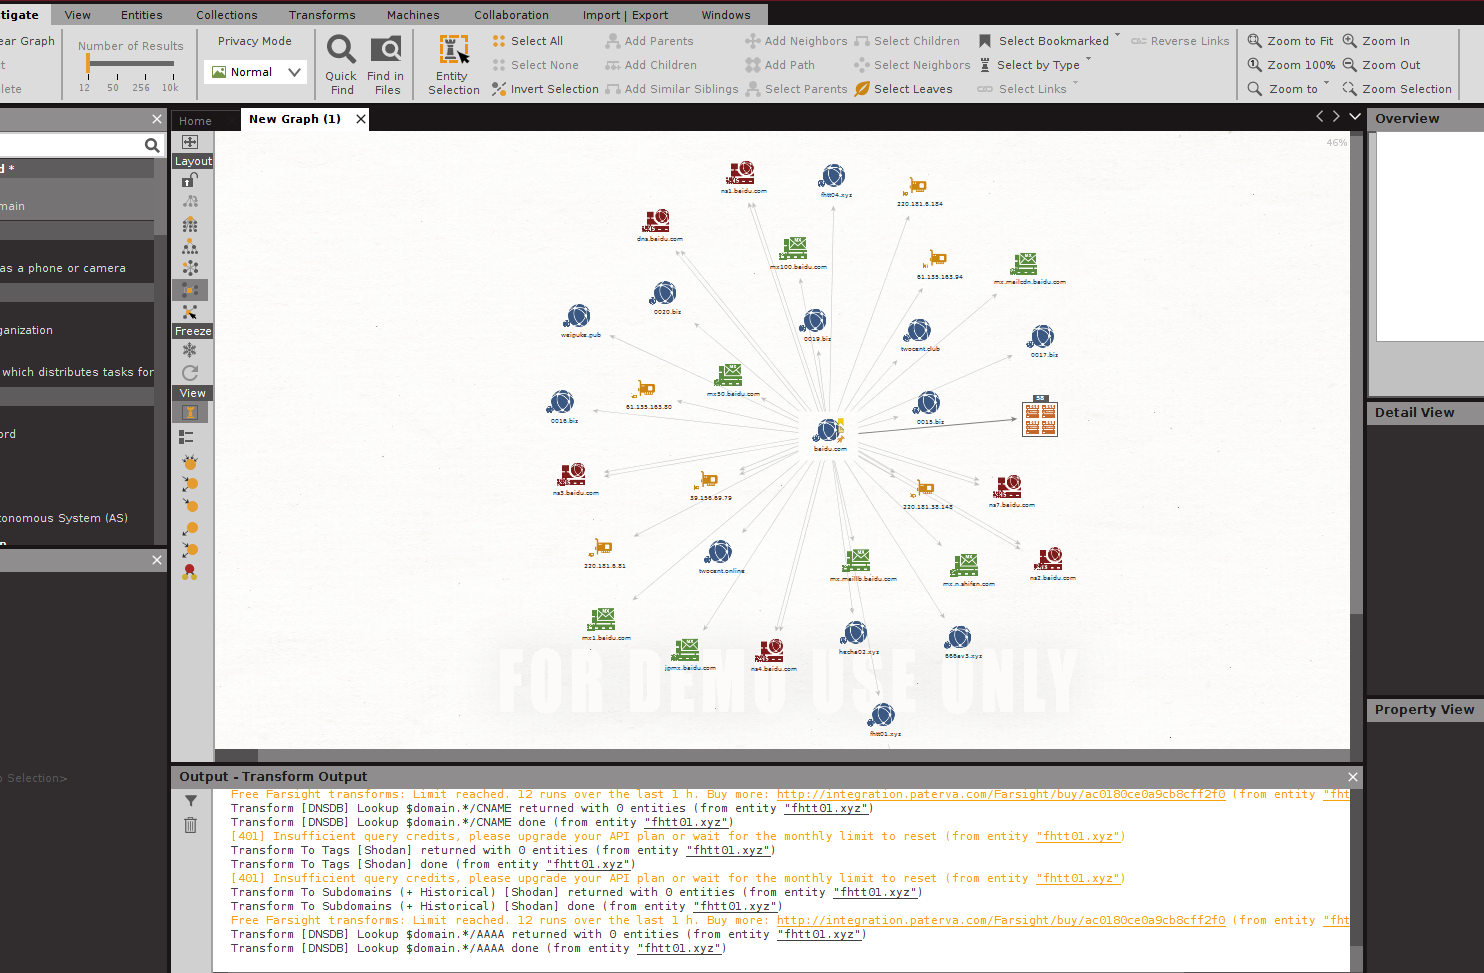 tigate View Entities Collections Transforms Machines Collaboration Import | Export Windows
ear Graph Number of Results Privacy Mode Select All Add Parents Add Neighbors Select Children Select Bookmarked Reverse Links Zoom to Fit Zoom In
t Normal Select None Add Children Add Path Select Neighbors Select by Type Zoom 100% Zoom Out
lete 12 50 256 10k Quick Find Find in Files Entity Selection Invert Selection Add Similar Siblings Select Parents Select Leaves Select Links Zoom to Zoom Selection
Home New Graph (1) Overview
46%
Layout
d *
main
as a phone or camera
ganization
which distributes tasks for
ord
tonomous System (AS)
Selection>
Freeze
View
ns1.baidu.com
fhtt04.xyz
220.181.6.184
dns.baidu.com
mx100.baidu.com
61.135.163.94
mx.mailcdn.baidu.com
0020.biz
weipuke.pub
0019.biz
twocent.club
0017.biz
mx50.baidu.com
61.135.163.80
0016.biz
0015.biz
58
baidu.com
ns3.baidu.com
39.156.69.79
220.181.38.148
ns7.baidu.com
220.181.6.81
twocent.online
mx.maillb.baidu.com
mx.n.shifen.com
ns2.baidu.com
mx1.baidu.com
jpmx.baidu.com
ns4.baidu.com
hacha02.xyz
666av3.xyz
fhtt01.xyz
FOR DEMO USE ONLY
Detail View
Property View
Output - Transform Output
Free Farsight transforms: Limit reached. 12 runs over the last 1 h. Buy more: http://integration.paterva.com/Farsight/buy/ac0180ce0a9cb8cff2f0 (from entity "fht
Transform [DNSDB] Lookup $domain.*/CNAME returned with 0 entities (from entity "fhtt01.xyz")
Transform [DNSDB] Lookup $domain.*/CNAME done (from entity "fhtt01.xyz")
[401] Insufficient query credits, please upgrade your API plan or wait for the monthly limit to reset (from entity "fhtt01.xyz")
Transform To Tags [Shodan] returned with 0 entities (from entity "fhtt01.xyz")
Transform To Tags [Shodan] done (from entity "fhtt01.xyz")
[401] Insufficient query credits, please upgrade your API plan or wait for the monthly limit to reset (from entity "fhtt01.xyz")
Transform To Subdomains (+ Historical) [Shodan] returned with 0 entities (from entity "fhtt01.xyz")
Transform To Subdomains (+ Historical) [Shodan] done (from entity "fhtt01.xyz")
Free Farsight transforms: Limit reached. 12 runs over the last 1 h. Buy more: http://integration.paterva.com/Farsight/buy/ac0180ce0a9cb8cff2f0 (from entity "fht
Transform [DNSDB] Lookup $domain.*/AAAA returned with 0 entities (from entity "fhtt01.xyz")
Transform [DNSDB] Lookup $domain.*/AAAA done (from entity "fhtt01.xyz")